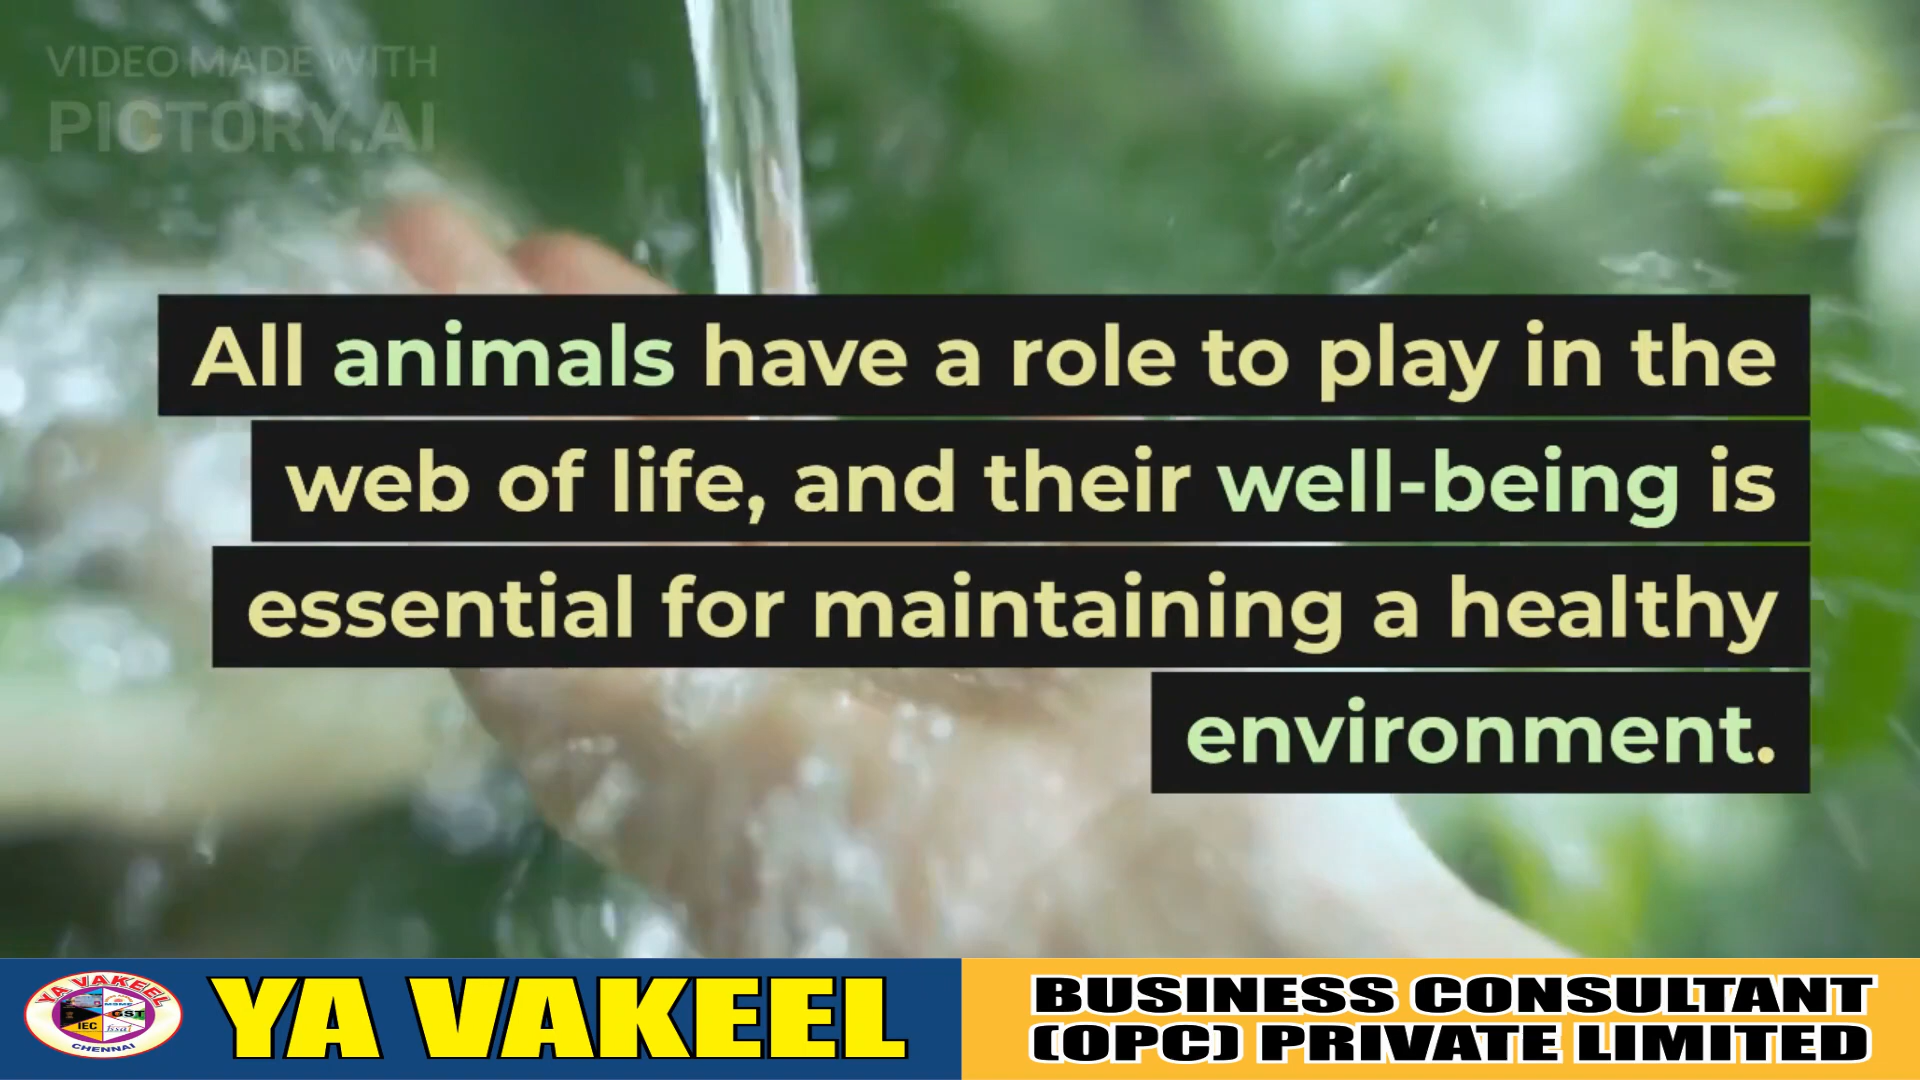 VIDEO MADE WITH
PICTORY.AI
All animals have a role to play in the
web of life, and their well-being is
essential for maintaining a healthy
environment.
YA VAKEEL
MSME
GST
IEC
fssai
CHENNAI
YA VAKEEL
BUSINESS CONSULTANT
(OPC) PRIVATE LIMITED